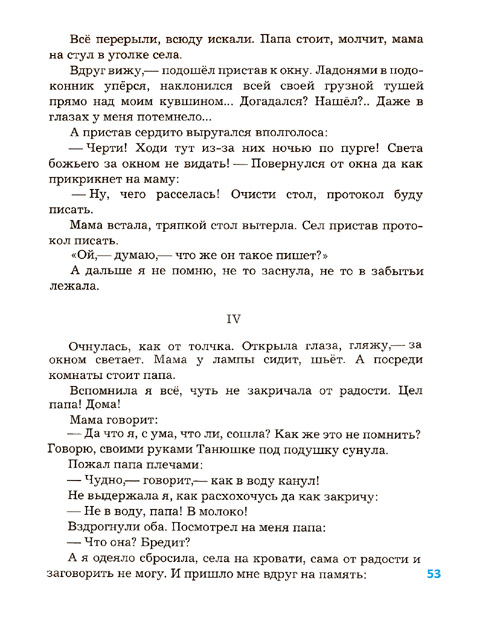 Всё перерыли, всюду искали. Папа стоит, молчит, мама
на стул в уголке села.
Вдруг вижу,— подошёл пристав к окну. Ладонями в подо-
конник упёрся, наклонился всей своей грузной тушей
прямо над моим кувшином... Догадался? Нашёл?.. Даже в
глазах у меня потемнело...
А пристав сердито выругался вполголоса:
— Черти! Ходи тут из-за них ночью по пурге! Света
божьего за окном не видать! — Повернулся от окна да как
прикрикнет на маму:
— Ну, чего расселась! Очисти стол, протокол буду
писать.
Мама встала, тряпкой стол вытерла. Сел пристав прото-
кол писать.
«Ой,— думаю,— что же он такое пишет?»
А дальше я не помню, не то заснула, не то в забытьи
лежала.
IV
Очнулась, как от толчка. Открыла глаза, гляжу,— за
окном светает. Мама у лампы сидит, шьёт. А посреди
комнаты стоит папа.
Вспомнила я всё, чуть не закричала от радости. Цел
папа! Дома!
Мама говорит:
— Да что я, с ума, что ли, сошла? Как же это не помнить?
Говорю, своими руками Танюшке под подушку сунула.
Пожал папа плечами:
— Чудно,— говорит,— как в воду канул!
Не выдержала я, как расхохочусь да как закричу:
— Не в воду, папа! В молоко!
Вздрогнули оба. Посмотрел на меня папа:
— Что она? Бредит?
А я одеяло сбросила, села на кровати, сама от радости и
заговорить не могу. И пришло мне вдруг на память:
53